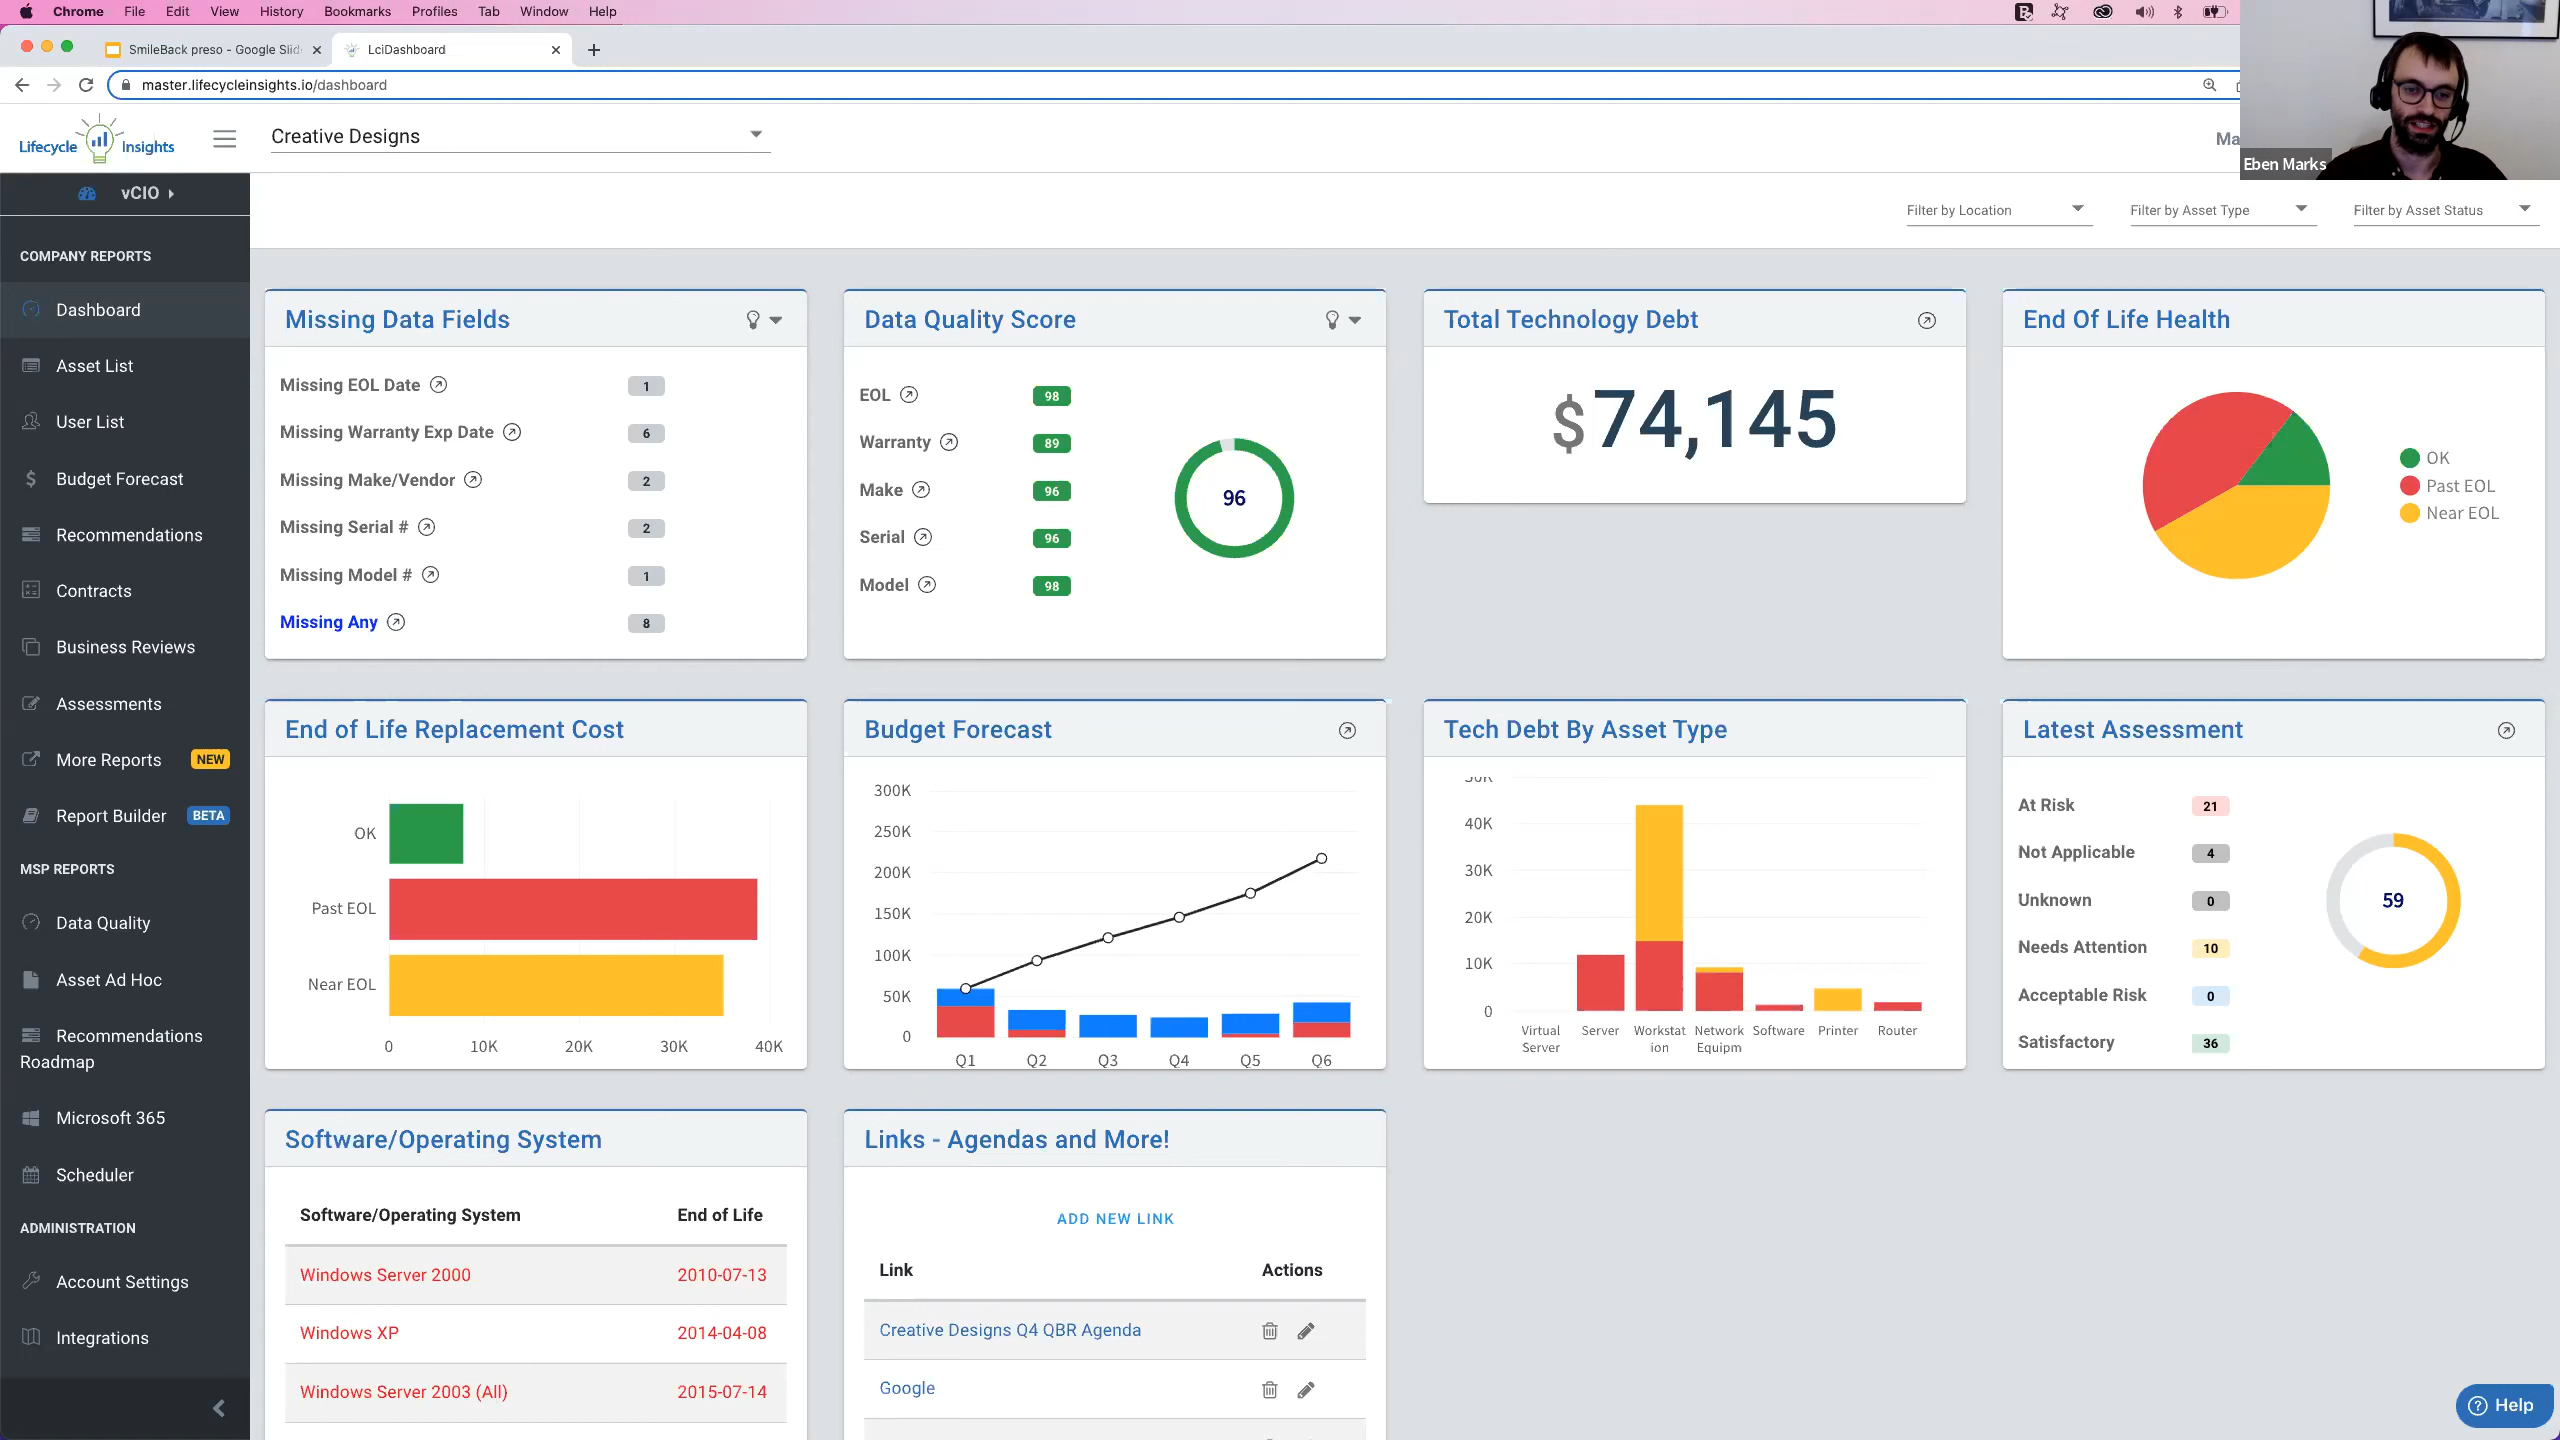 Chrome File Edit View History Bookmarks Profiles Tab Window Help
SmileBack preso - Google Slid
LciDashboard
master.lifecycleinsights.io/dashboard
Lifecycle Insights
Creative Designs
Ma
Eben Marks
vCIO
Filter by Location
Filter by Asset Type
Filter by Asset Status
COMPANY REPORTS
Dashboard
Asset List
User List
Budget Forecast
Recommendations
Contracts
Business Reviews
Assessments
More Reports NEW
Report Builder BETA
MSP REPORTS
Data Quality
Asset Ad Hoc
Recommendations
Roadmap
Microsoft 365
Scheduler
ADMINISTRATION
Account Settings
Integrations
Missing Data Fields
Missing EOL Date 1
Missing Warranty Exp Date 6
Missing Make/Vendor 2
Missing Serial # 2
Missing Model # 1
Missing Any 8
Data Quality Score
EOL 98
Warranty 89
Make 96
Serial 96
Model 98
96
Total Technology Debt
$74,145
End Of Life Health
OK
Past EOL
Near EOL
End of Life Replacement Cost
OK
Past EOL
Near EOL
0 10K 20K 30K 40K
Budget Forecast
300K
250K
200K
150K
100K
50K
0
Q1 Q2 Q3 Q4 Q5 Q6
Tech Debt By Asset Type
50K
40K
30K
20K
10K
0
Virtual Server Workstat Network Software Printer Router
Server ion Equipm
Latest Assessment
At Risk 21
Not Applicable 4
Unknown 0
Needs Attention 10
Acceptable Risk 0
Satisfactory 36
59
Software/Operating System
Software/Operating System End of Life
Windows Server 2000 2010-07-13
Windows XP 2014-04-08
Windows Server 2003 (All) 2015-07-14
Links - Agendas and More!
ADD NEW LINK
Link Actions
Creative Designs Q4 QBR Agenda
Google
Help